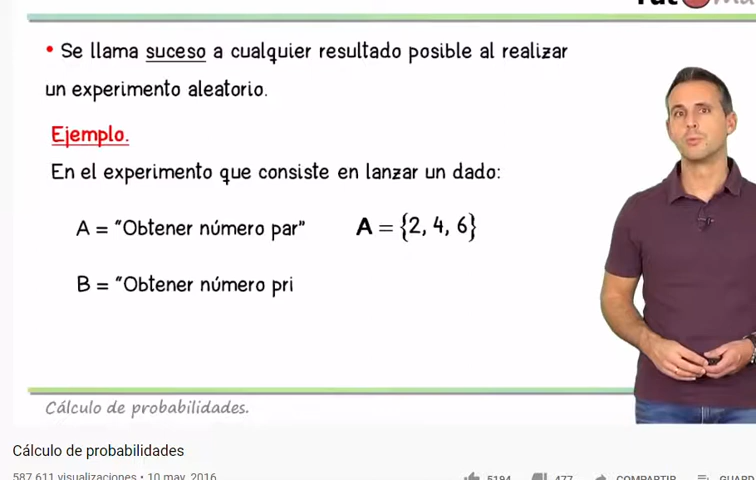 • Se llama suceso a cualquier resultado posible al realizar
un experimento aleatorio.
Ejemplo.
En el experimento que consiste en lanzar un dado:
A = “Obtener número par” A = {2, 4, 6}
B = “Obtener número pri
Cálculo de probabilidades.
Cálculo de probabilidades
587.611 visualizaciones • 10 may. 2016 5194 477 COMPARTIR GUARD